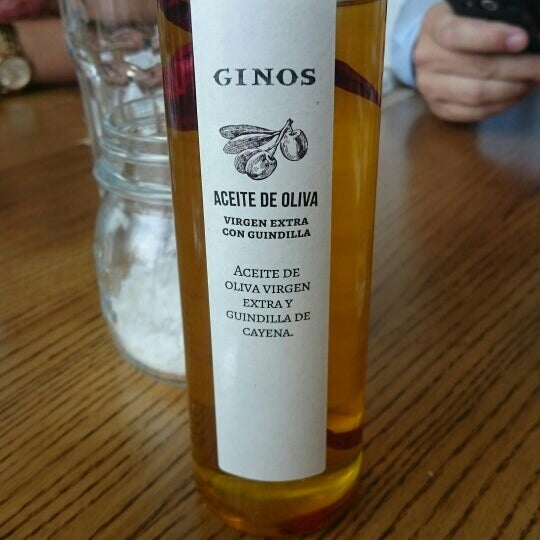 GINOS
ACEITE DE OLIVA
VIRGEN EXTRA
CON GUINDILLA
ACEITE DE
OLIVA VIRGEN
EXTRA Y
GUINDILLA DE
CAYENA.